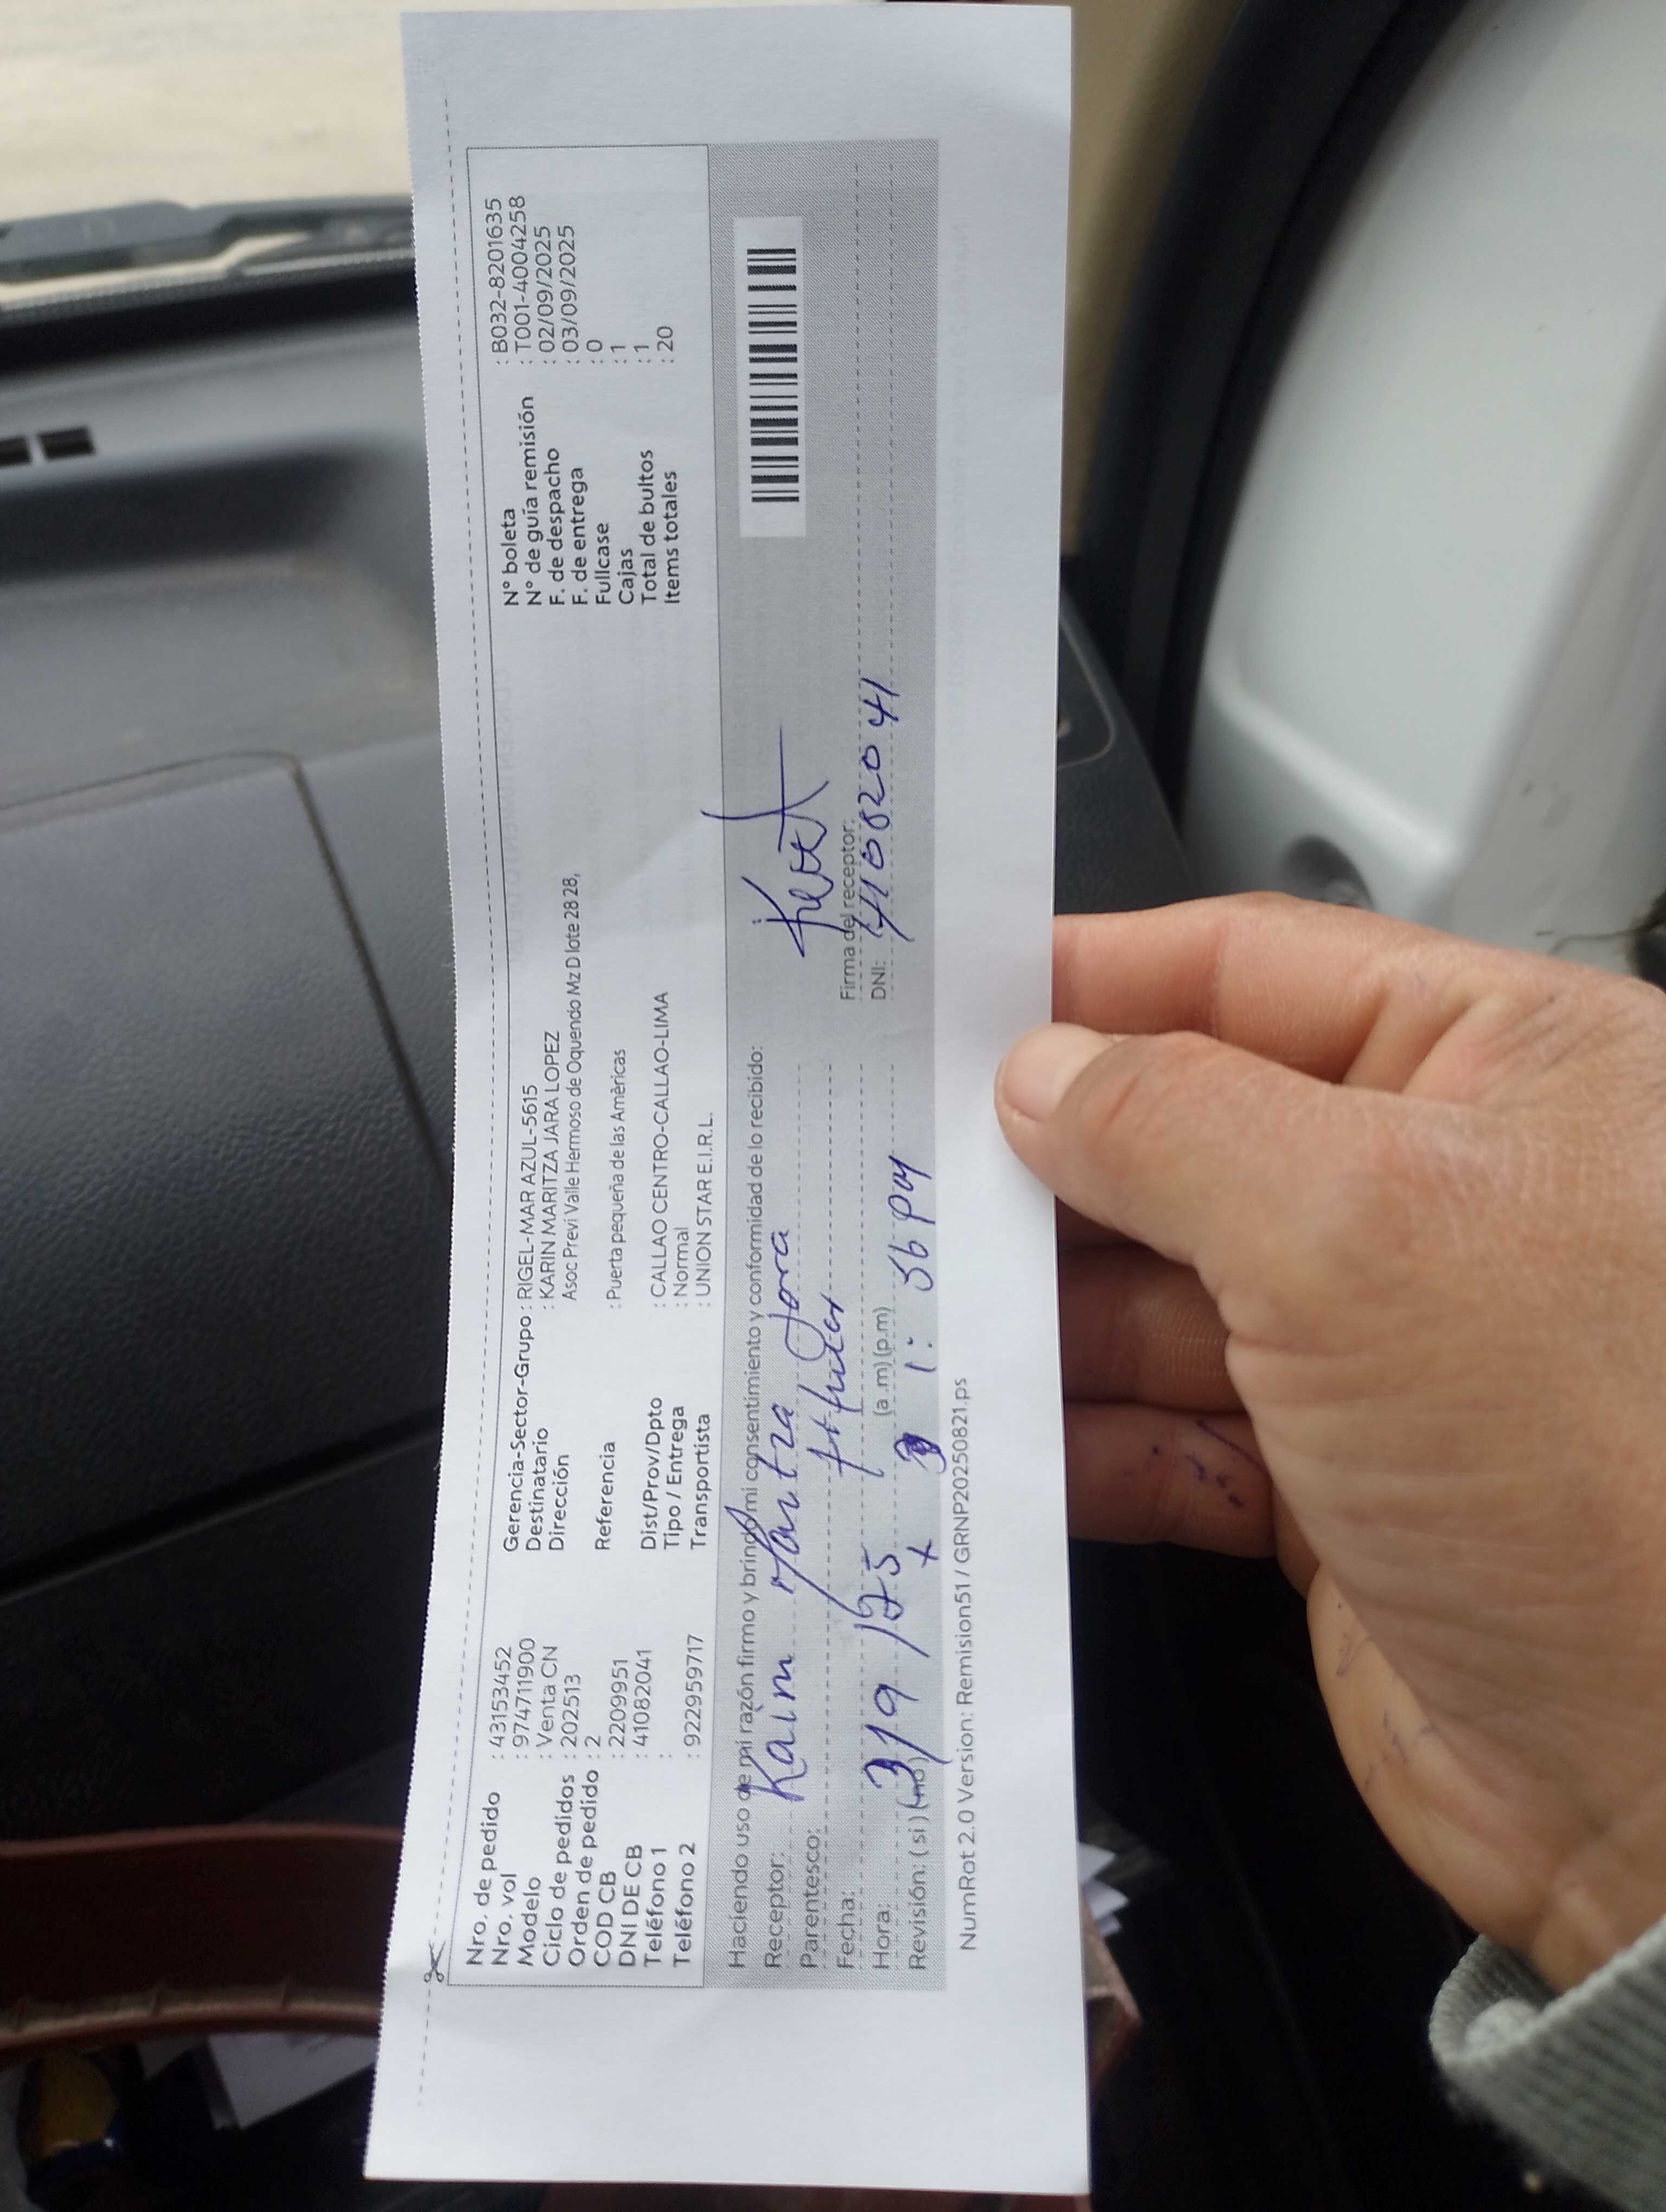 Nro. de pedido : 43153452
Nro. vol : 974711900
Modelo : Venta CN
Ciclo de pedidos : 202513
Orden de pedido : 2
COD CB : 22099951
DNI DE CB : 41082041
Teléfono 1 :
Teléfono 2 : 922959717
Gerencia-Sector-Grupo : RIGEL-MAR AZUL-5615
Destinatario : KARIN MARITZA JARA LOPEZ
Dirección Asoc Previ Valle Hermoso de Oquendo Mz D lote 28 28,
Referencia : Puerta pequeña de las Amèricas
Dist/Prov/Dpto : CALLAO CENTRO-CALLAO-LIMA
Tipo / Entrega : Normal
Transportista : UNION STAR E.I.R.L.
N° boleta : B032-8201635
N° de guía remisión : T001-4004258
F. de despacho : 02/09/2025
F. de entrega : 03/09/2025
Fullcase : 0
Cajas : 1
Total de bultos : 1
Items totales : 20
Haciendo uso de mi razón firmo y brindo mi consentimiento y conformidad de lo recibido:
Receptor: Karin Maritza Jara
Parentesco:
Fecha: 3/9/25
Hora: (a.m) (p.m) 1:36 PM
Revisión: (si) (no) x
Firma del receptor:
DNI: 41082041
NumRot 2.0 Version: Remision51 / GRNP20250821.ps